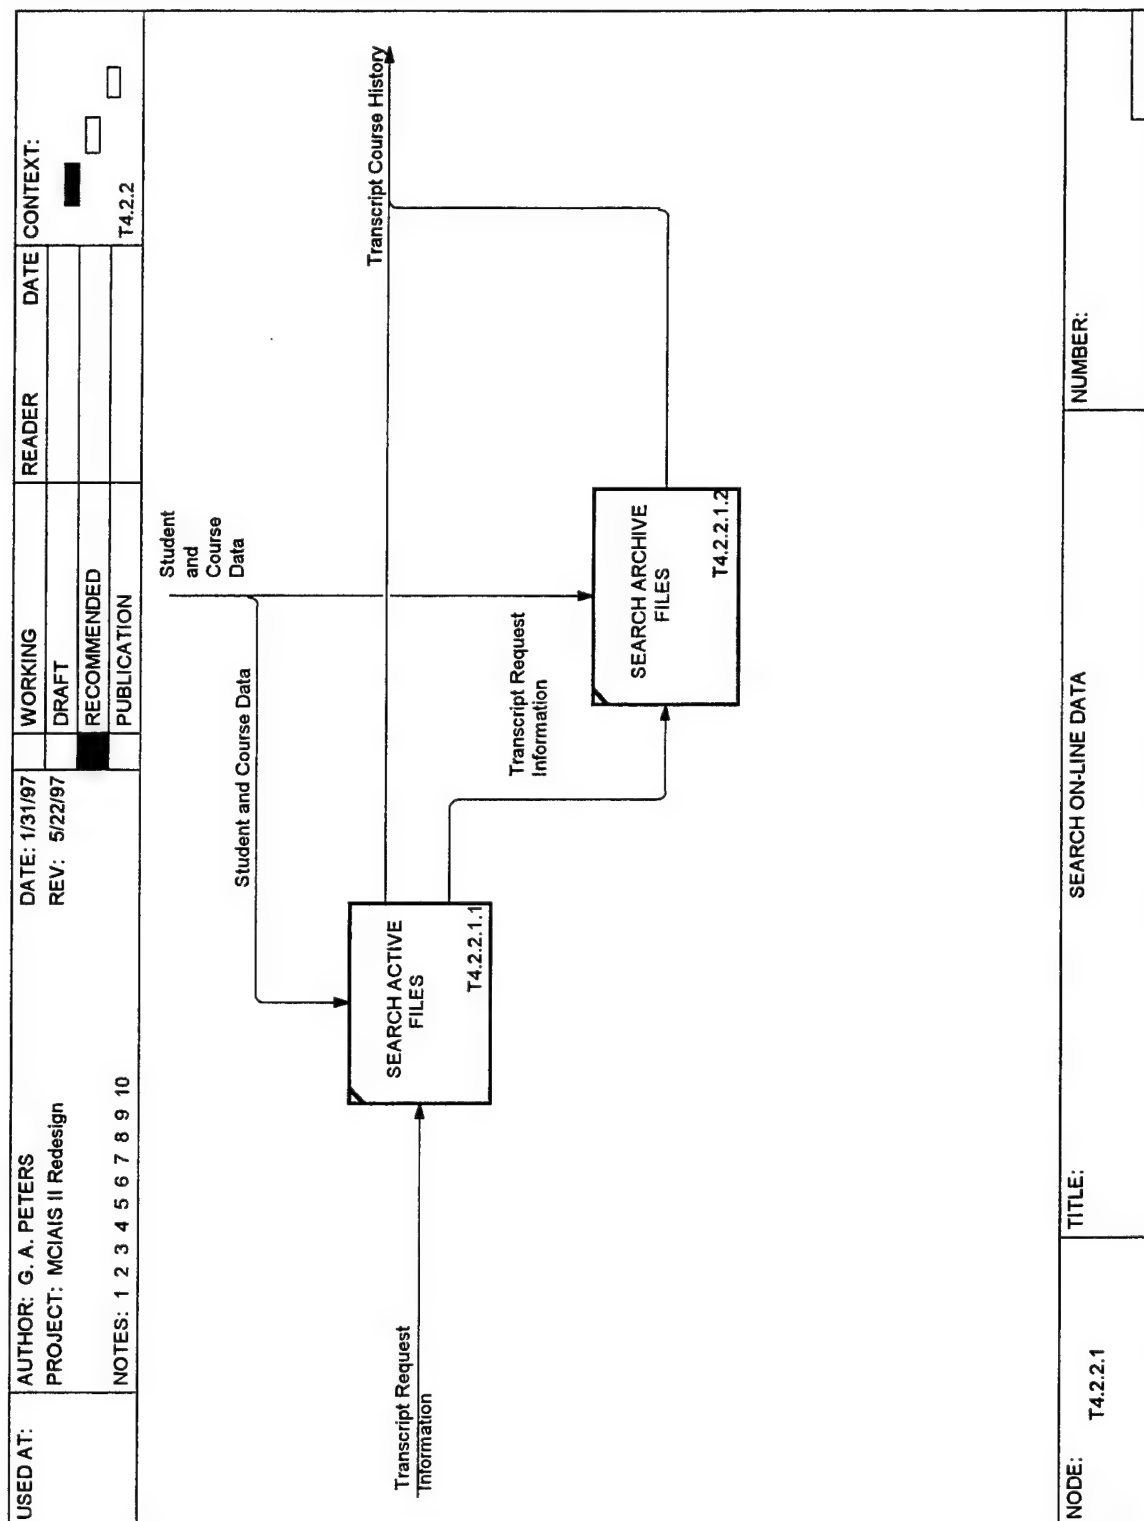 USED AT:
AUTHOR: G. A. PETERS
PROJECT: MCIAIS II Redesign
NOTES: 1 2 3 4 5 6 7 8 9 10
DATE: 1/31/97
REV: 5/22/97
WORKING
DRAFT
RECOMMENDED
PUBLICATION
READER
DATE
CONTEXT:
T4.2.2
Student
and
Course
Data
Student and Course Data
Transcript Course History
Transcript Request
Information
SEARCH ACTIVE
FILES
T4.2.2.1.1
Transcript Request
Information
SEARCH ARCHIVE
FILES
T4.2.2.1.2
NODE:
T4.2.2.1
TITLE:
SEARCH ON-LINE DATA
NUMBER: